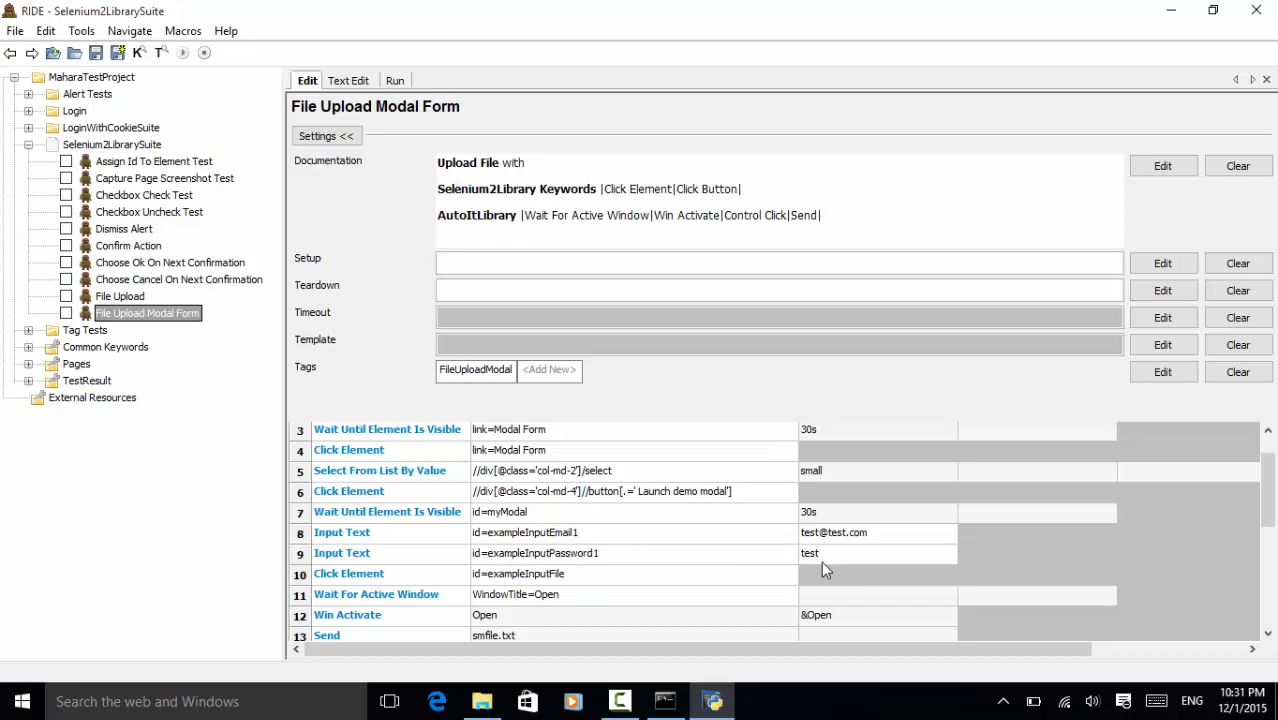 RIDE - Selenium2LibrarySuite
File Edit Tools Navigate Macros Help
K T
MaharaTestProject
Alert Tests
Login
LoginWithCookieSuite
Selenium2LibrarySuite
Assign Id To Element Test
Capture Page Screenshot Test
Checkbox Check Test
Checkbox Uncheck Test
Dismiss Alert
Confirm Action
Choose Ok On Next Confirmation
Choose Cancel On Next Confirmation
File Upload
File Upload Modal Form
Tag Tests
Common Keywords
Pages
TestResult
External Resources
Edit Text Edit Run
File Upload Modal Form
Settings <<
Documentation
Upload File with
Selenium2Library Keywords |Click Element|Click Button|
AutoItLibrary |Wait For Active Window|Win Activate|Control Click|Send|
Edit Clear
Setup Edit Clear
Teardown Edit Clear
Timeout Edit Clear
Template Edit Clear
Tags FileUploadModal <Add New> Edit Clear
3 Wait Until Element Is Visible link=Modal Form 30s
4 Click Element link=Modal Form
5 Select From List By Value //div[@class='col-md-2']/select small
6 Click Element //div[@class='col-md-4']//button[.=' Launch demo modal']
7 Wait Until Element Is Visible id=myModal 30s
8 Input Text id=exampleInputEmail1 test@test.com
9 Input Text id=exampleInputPassword1 test
10 Click Element id=exampleInputFile
11 Wait For Active Window WindowTitle=Open
12 Win Activate Open &Open
13 Send smfile.txt
Search the web and Windows
ENG
10:31 PM
12/1/2015